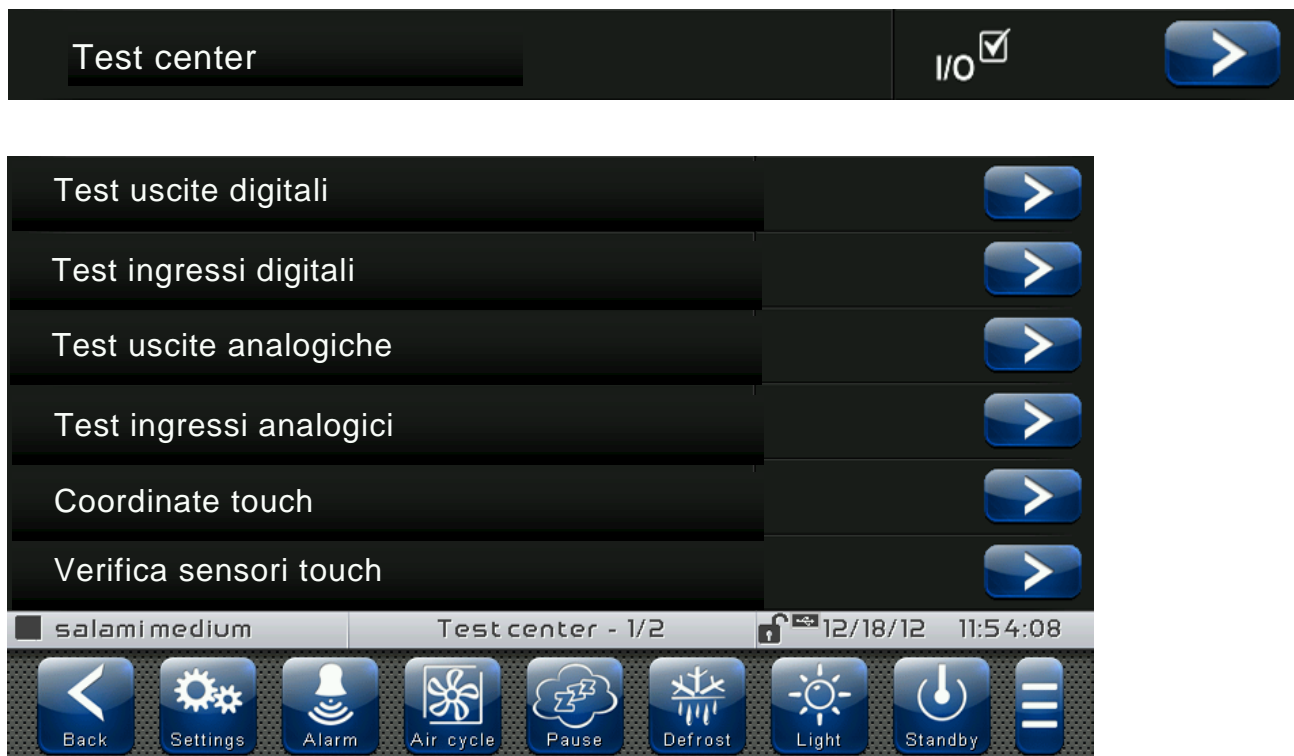 Test center
I/O
Test uscite digitali
Test ingressi digitali
Test uscite analogiche
Test ingressi analogici
Coordinate touch
Verifica sensori touch
salami medium Test center - 1/2 12/18/12 11:54:08
zzz
Back Settings Alarm Air cycle Pause Defrost Light Standby